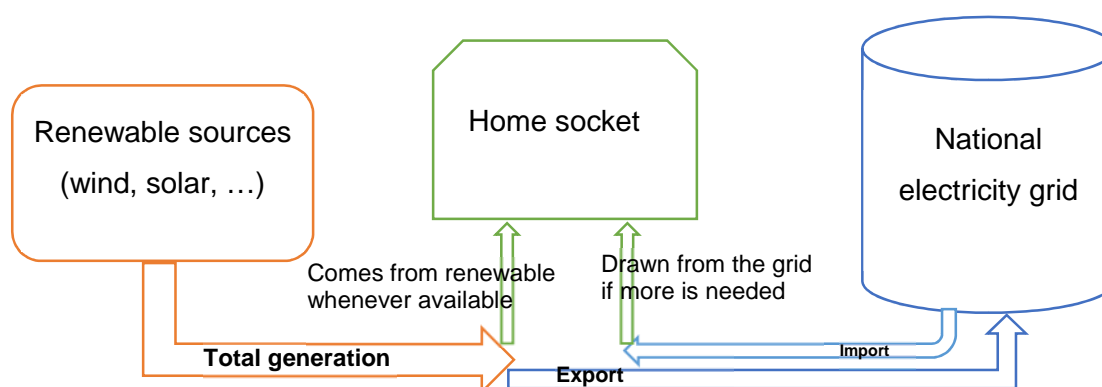 Renewable sources
(wind, solar, …)
Home socket
National
electricity grid
Comes from renewable
whenever available
Drawn from the grid
if more is needed
Total generation
Import
Export